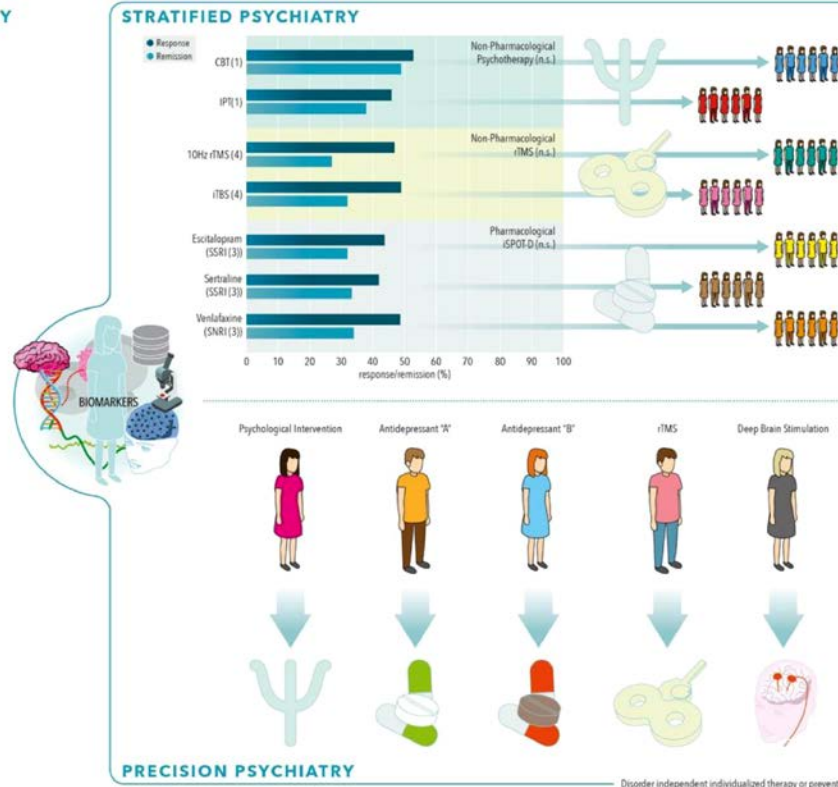 Y
STRATIFIED PSYCHIATRY
Response
Remission
CBT (1)
IPT(1)
10Hz rTMS (4)
iTBS (4)
Escitalopram
(SSRI (3))
Sertraline
(SSRI (3))
Venlafaxine
(SNRI (3))
Non-Pharmacological
Psychotherapy (n.s.)
Non-Pharmacological
rTMS (n.s.)
Pharmacological
iSPOT-D (n.s.)
0 10 20 30 40 50 60 70 80 90 100
response/remission (%)
BIOMARKERS
Psychological Intervention
Antidepressant "A"
Antidepressant "B"
rTMS
Deep Brain Stimulation
PRECISION PSYCHIATRY
Disorder independent individualized therapy or prevent